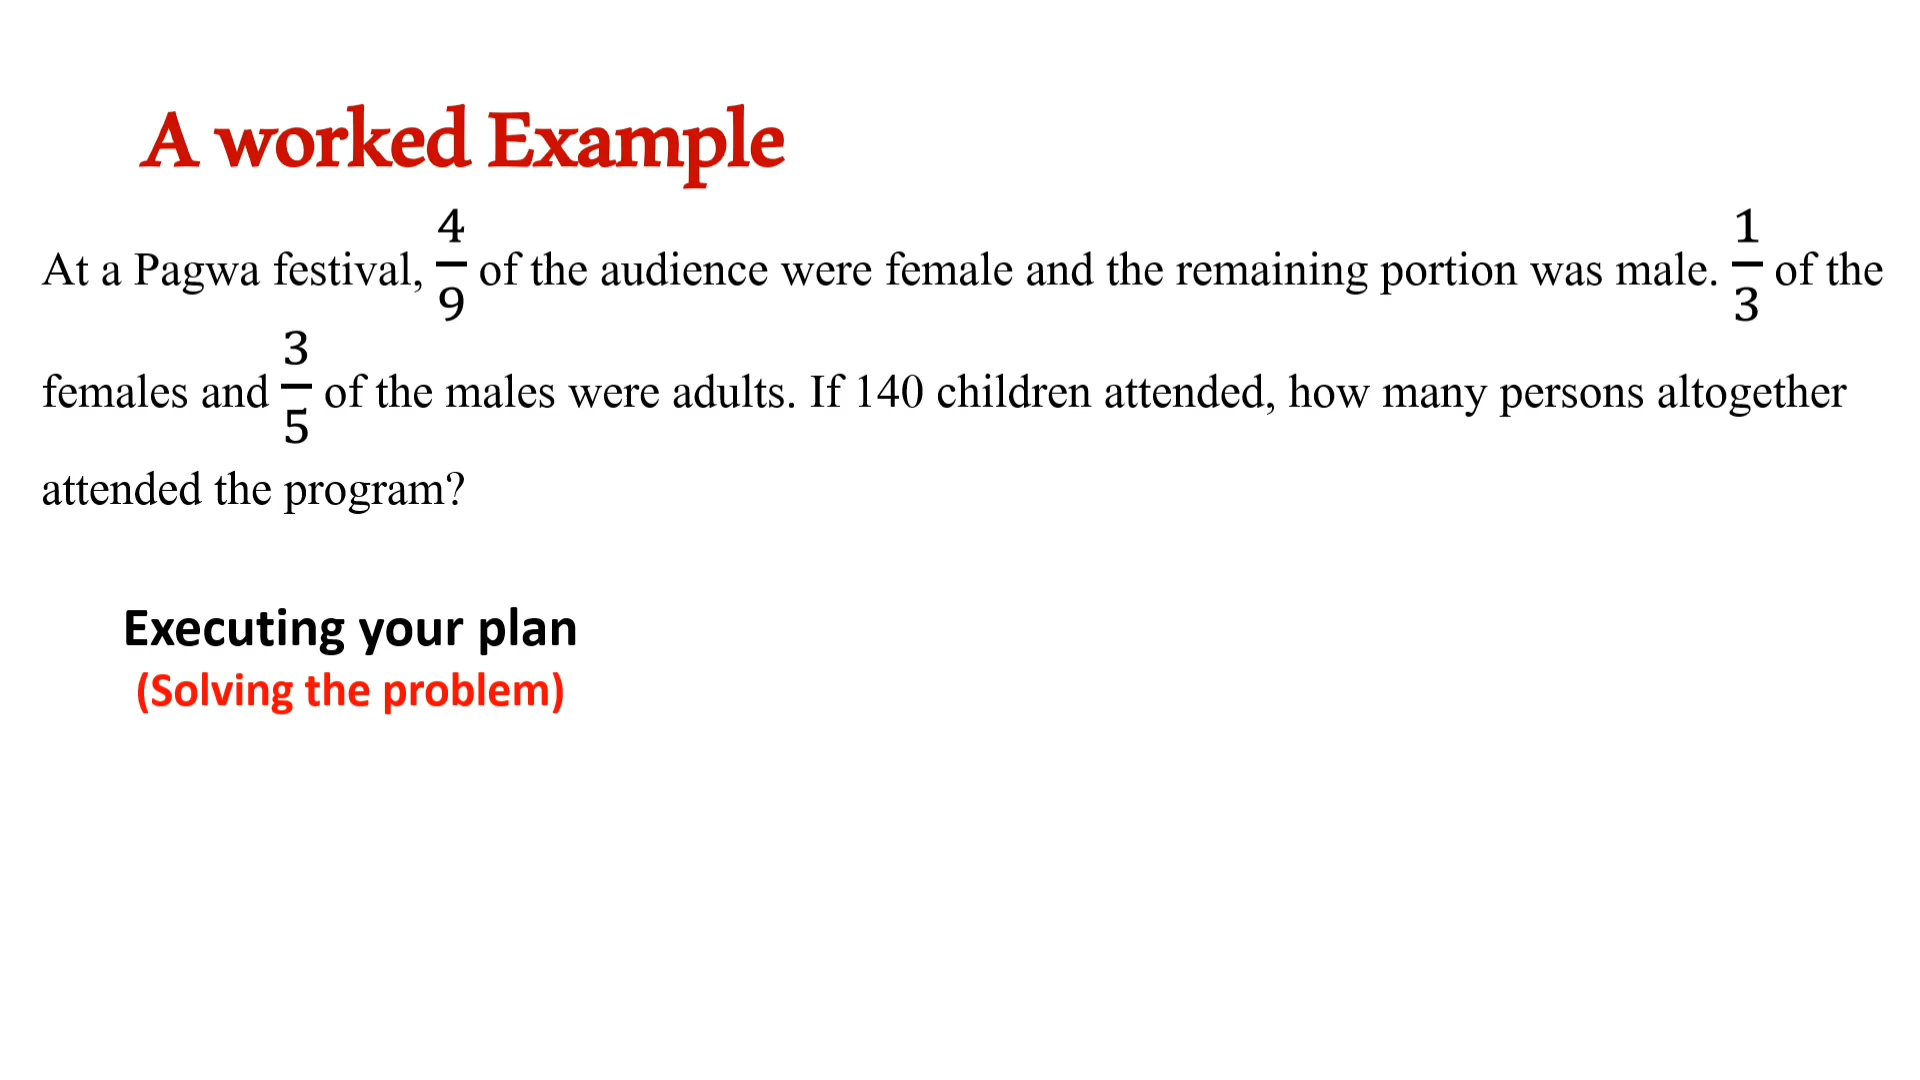 A worked Example
At a Pagwa festival, 4/9 of the audience were female and the remaining portion was male. 1/3 of the
females and 3/5 of the males were adults. If 140 children attended, how many persons altogether
attended the program?
Executing your plan
(Solving the problem)